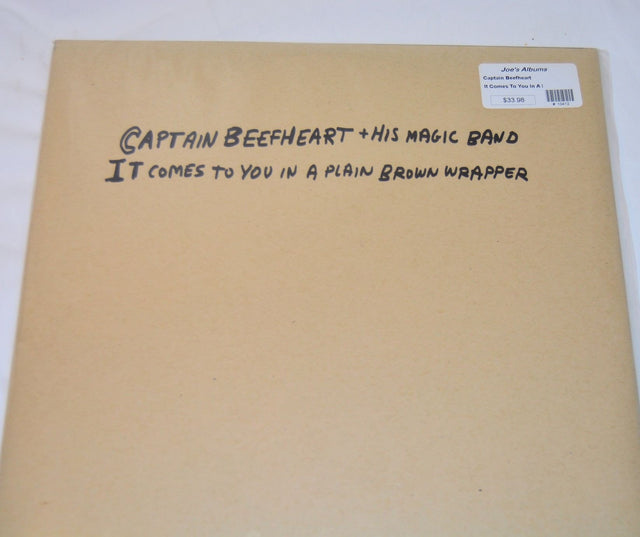 Joe's Albums
Captain Beefheart
It Comes To You In A
$33.98
CAPTAIN BEEFHEART + HIS MAGIC BAND
IT COMES TO YOU IN A PLAIN BROWN WRAPPER